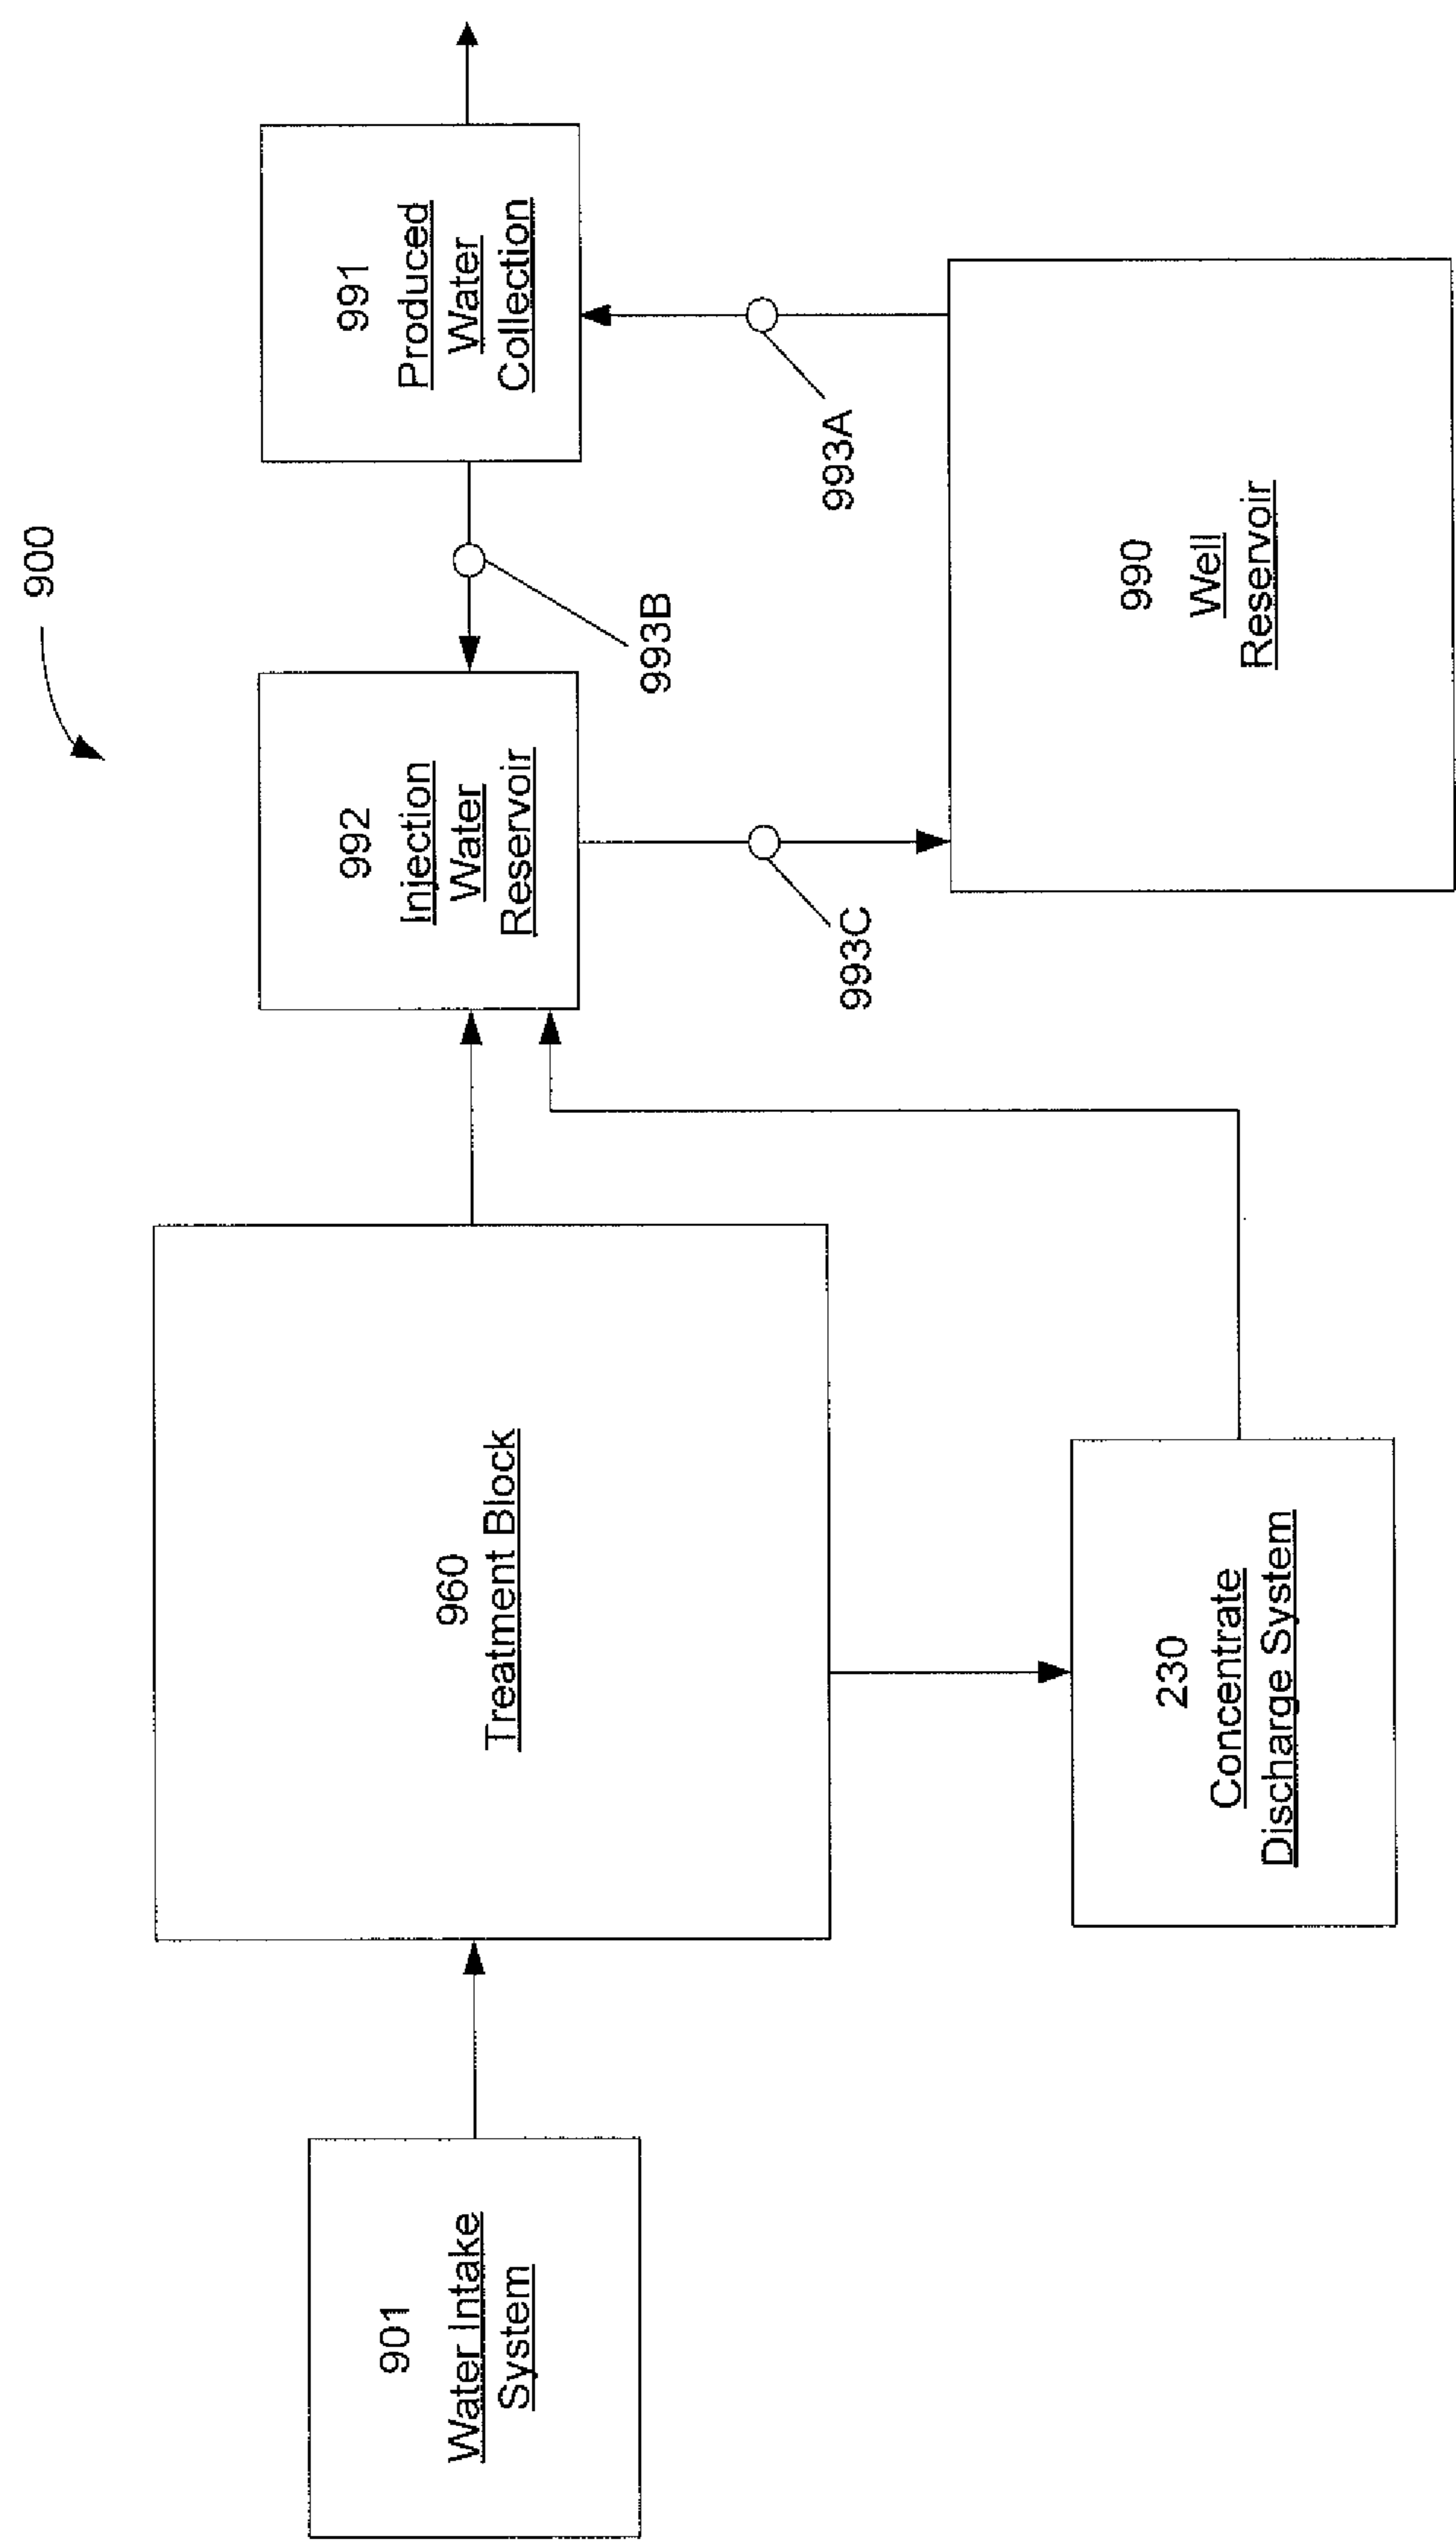 900
901
Water Intake
System
960
Treatment Block
230
Concentrate
Discharge System
992
Injection
Water
Reservoir
991
Produced
Water
Collection
993B
993C
993A
990
Well
Reservoir